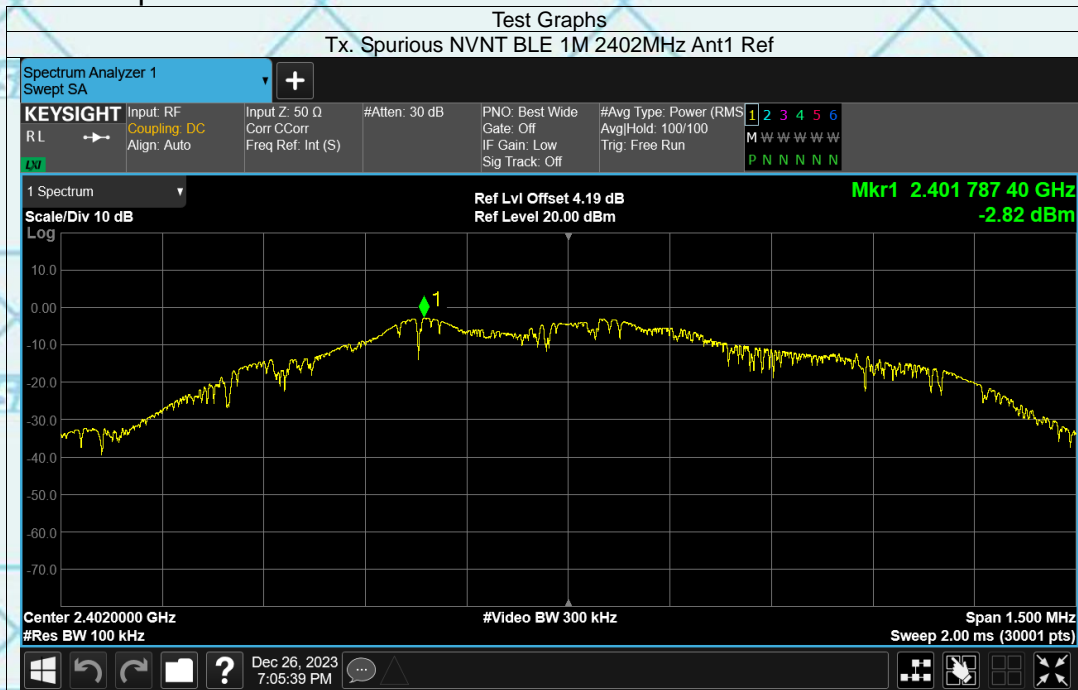 Test Graphs
Tx. Spurious NVNT BLE 1M 2402MHz Ant1 Ref
Spectrum Analyzer 1
Swept SA
+
KEYSIGHT Input: RF Input Z: 50 Ω #Atten: 30 dB PNO: Best Wide #Avg Type: Power (RMS 1 2 3 4 5 6
R L Coupling: DC Corr CCorr Gate: Off Avg|Hold: 100/100 M W W W W W
Align: Auto Freq Ref: Int (S) IF Gain: Low Trig: Free Run
LXI Sig Track: Off P N N N N N
1 Spectrum Ref Lvl Offset 4.19 dB Mkr1 2.401 787 40 GHz
Scale/Div 10 dB Ref Level 20.00 dBm -2.82 dBm
Log
10.0
1
0.00
-10.0
-20.0
-30.0
-40.0
-50.0
-60.0
-70.0
Center 2.4020000 GHz #Video BW 300 kHz Span 1.500 MHz
#Res BW 100 kHz Sweep 2.00 ms (30001 pts)
? Dec 26, 2023
7:05:39 PM